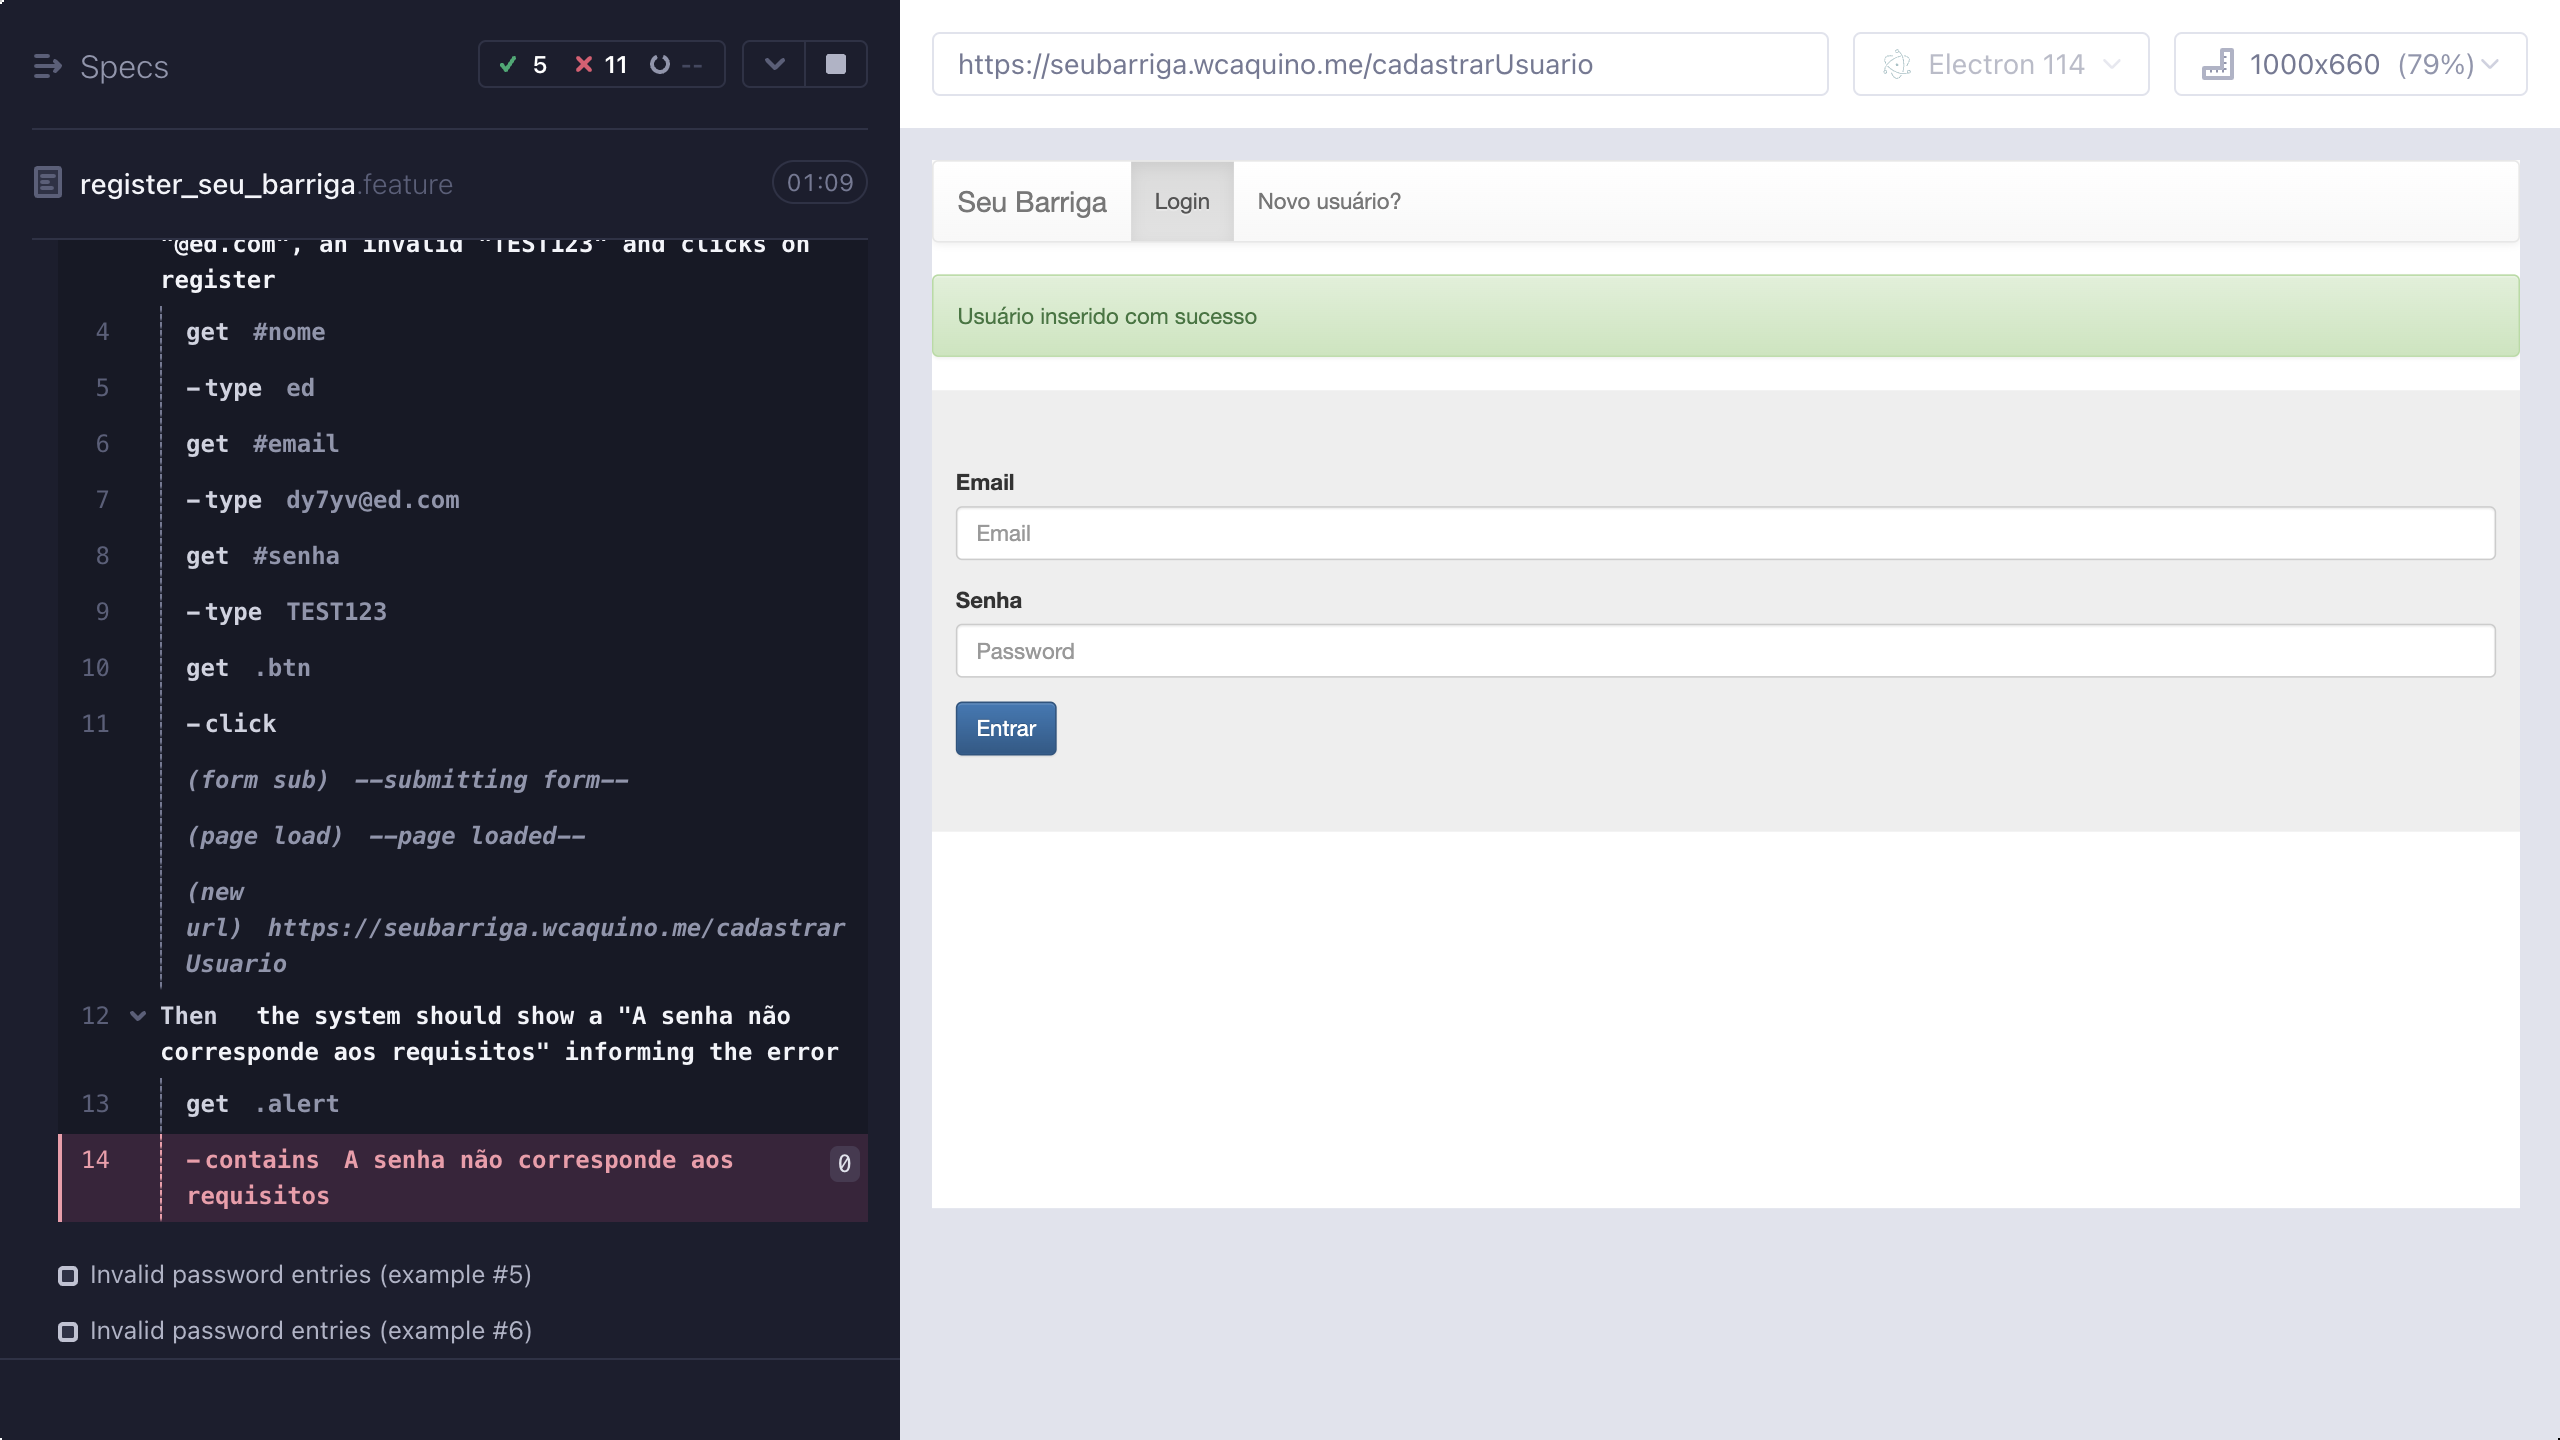 Specs
5 11 --
register_seu_barriga.feature
01:09
"@ed.com", an invalid "TEST123" and clicks on
register
4 get #nome
5 -type ed
6 get #email
7 -type dy7yv@ed.com
8 get #senha
9 -type TEST123
10 get .btn
11 -click
(form sub) --submitting form--
(page load) --page loaded--
(new
url) https://seubarriga.wcaquino.me/cadastrar
Usuario
12 Then the system should show a "A senha não
corresponde aos requisitos" informing the error
13 get .alert
14 -contains A senha não corresponde aos 0
requisitos
Invalid password entries (example #5)
Invalid password entries (example #6)
https://seubarriga.wcaquino.me/cadastrarUsuario
Electron 114
1000x660 (79%)
Seu Barriga Login Novo usuário?
Usuário inserido com sucesso
Email
Email
Senha
Password
Entrar